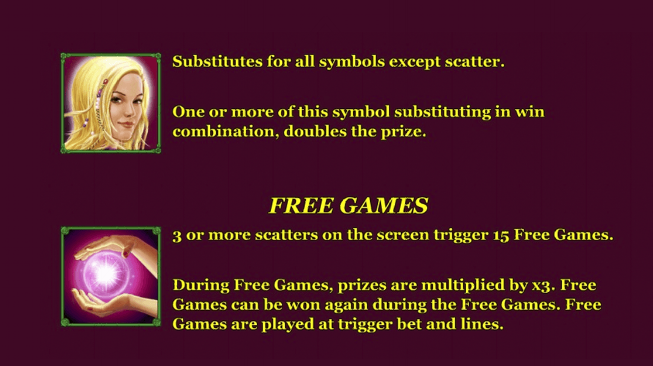 Substitutes for all symbols except scatter.
One or more of this symbol substituting in win
combination, doubles the prize.
FREE GAMES
3 or more scatters on the screen trigger 15 Free Games.
During Free Games, prizes are multiplied by x3. Free
Games can be won again during the Free Games. Free
Games are played at trigger bet and lines.